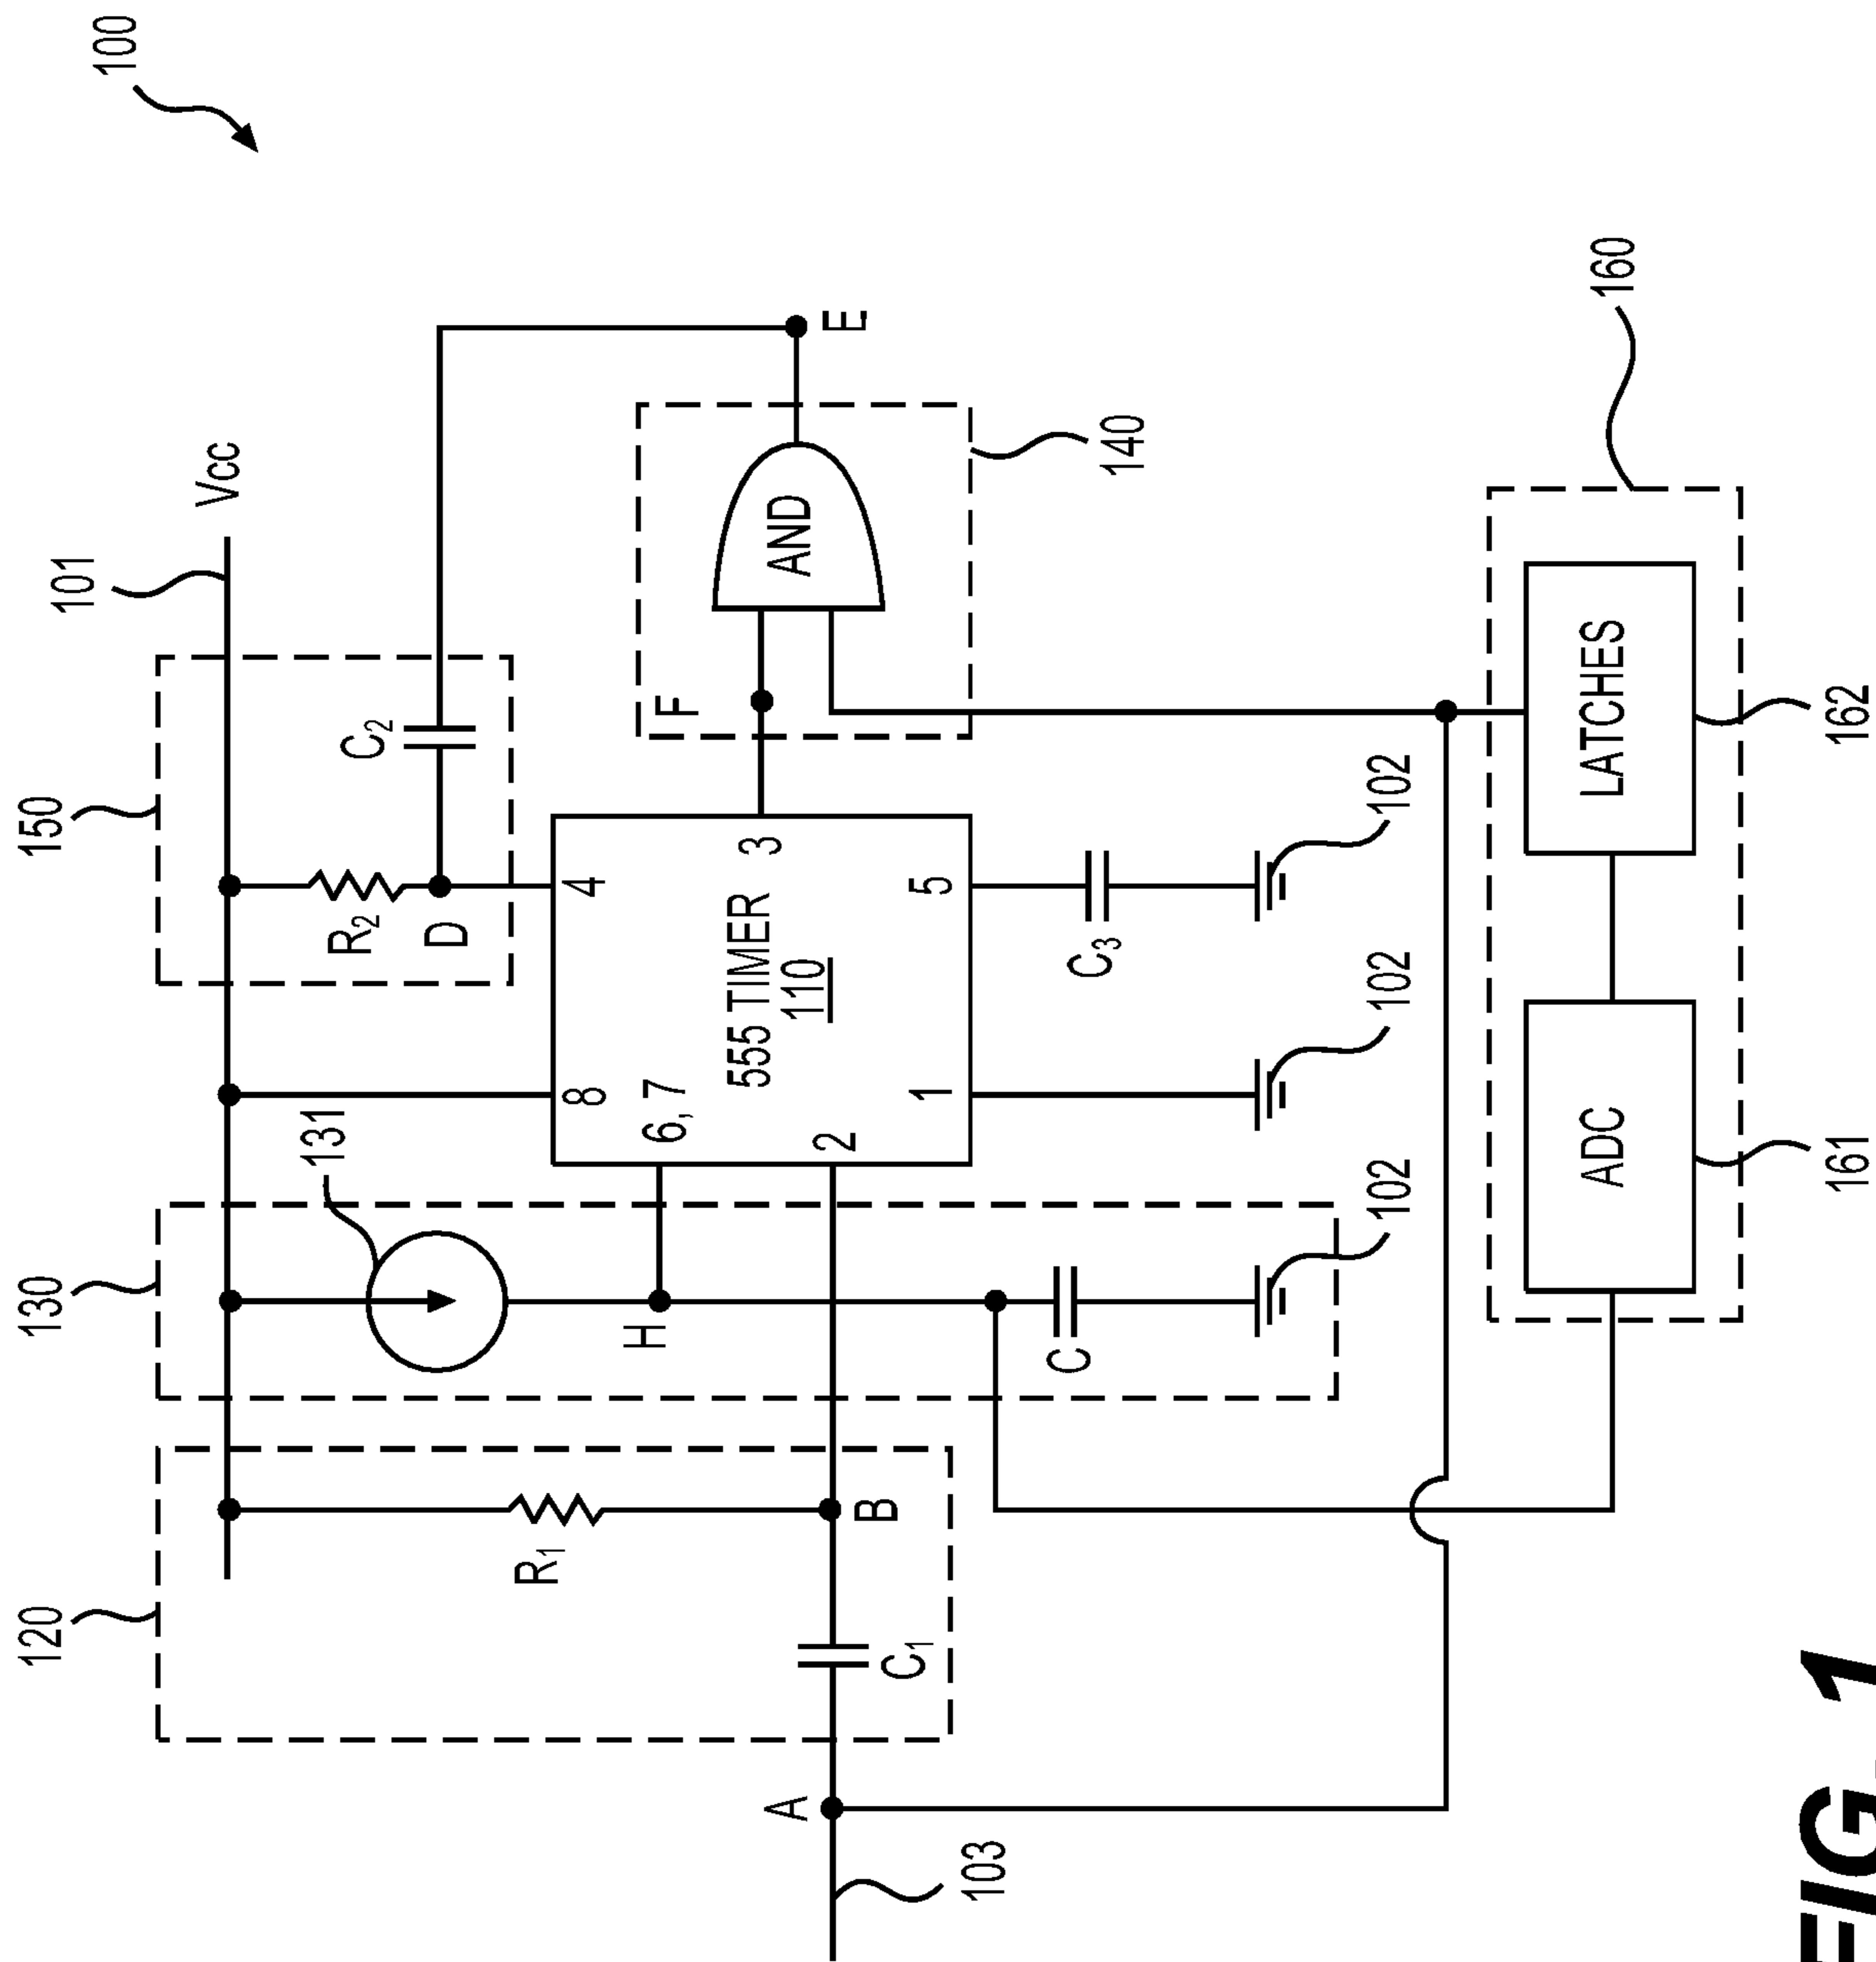 100
101
Vcc
150
130
120
131
R1
R2
C2
D
E
F
H
B
A
C1
C
C3
8
4
6, 7
3
2
1
5
555 TIMER
110
AND
140
103
102
102
102
160
ADC
LATCHES
161
162
FIG. 1